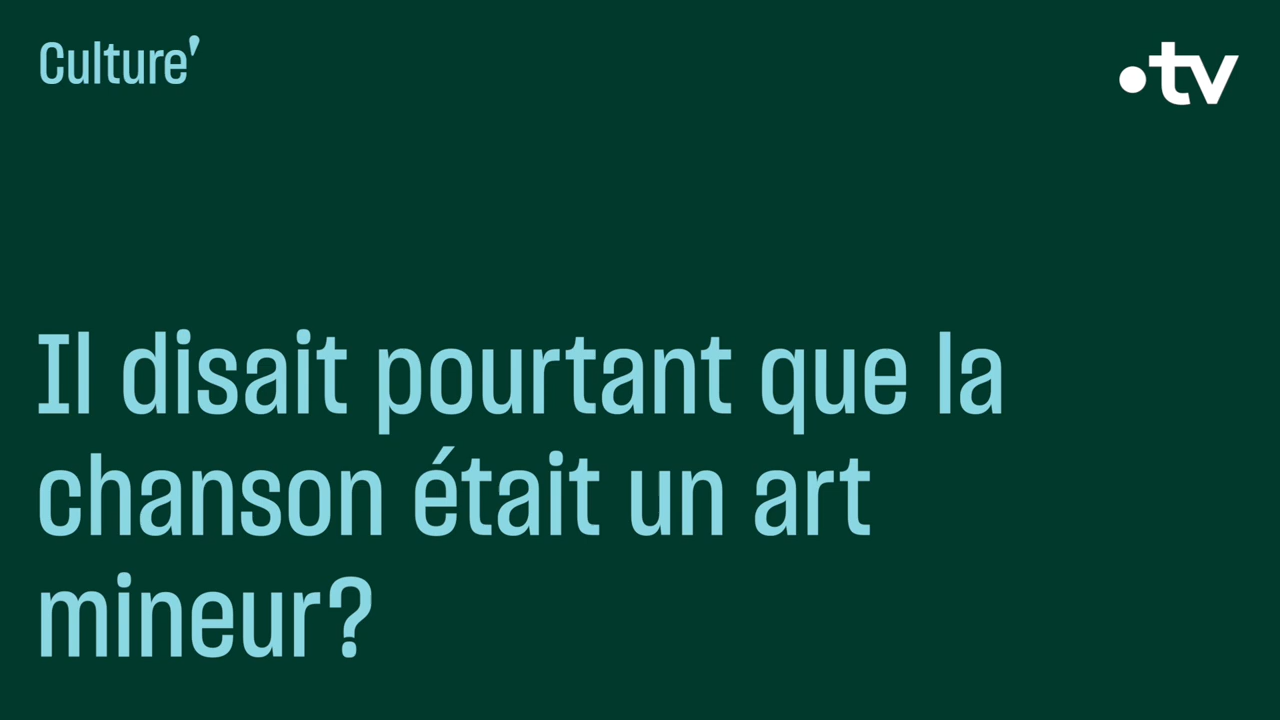 Culture'
•tv
Il disait pourtant que la
chanson était un art
mineur?